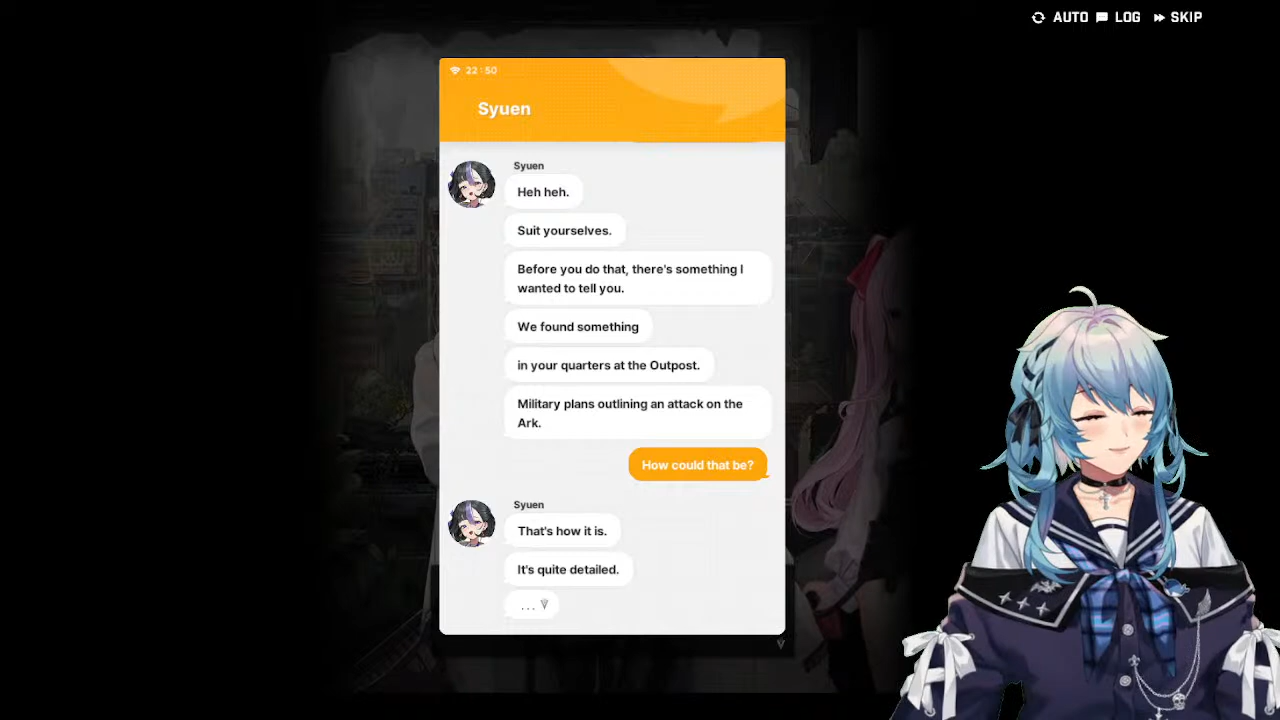 AUTO LOG SKIP
22:50
Syuen
Syuen
Heh heh.
Suit yourselves.
Before you do that, there's something I
wanted to tell you.
We found something
in your quarters at the Outpost.
Military plans outlining an attack on the
Ark.
How could that be?
Syuen
That's how it is.
It's quite detailed.
...